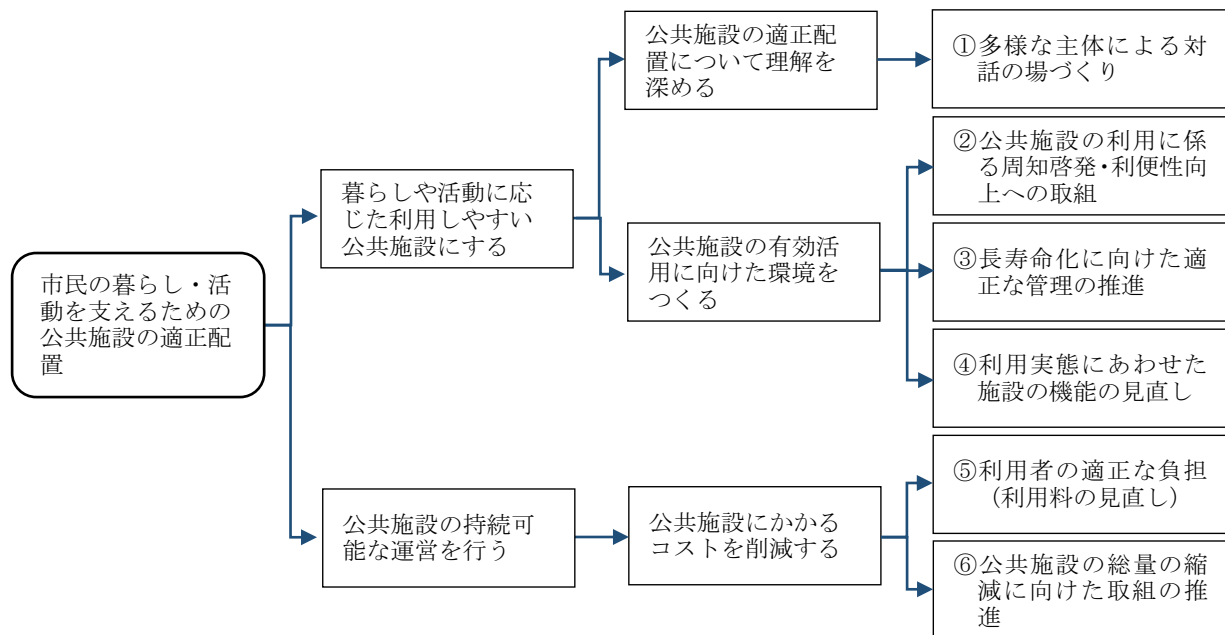 市民の暮らし・活
動を支えるための
公共施設の適正配
置
暮らしや活動に応
じた利用しやすい
公共施設にする
公共施設の適正配
置について理解を
深める
①多様な主体による対
話の場づくり
公共施設の有効活
用に向けた環境を
つくる
②公共施設の利用に係
る周知啓発・利便性向
上への取組
③長寿命化に向けた適
正な管理の推進
④利用実態にあわせた
施設の機能の見直し
公共施設の持続可
能な運営を行う
公共施設にかかる
コストを削減する
⑤利用者の適正な負担
（利用料の見直し）
⑥公共施設の総量の縮
減に向けた取組の推
進